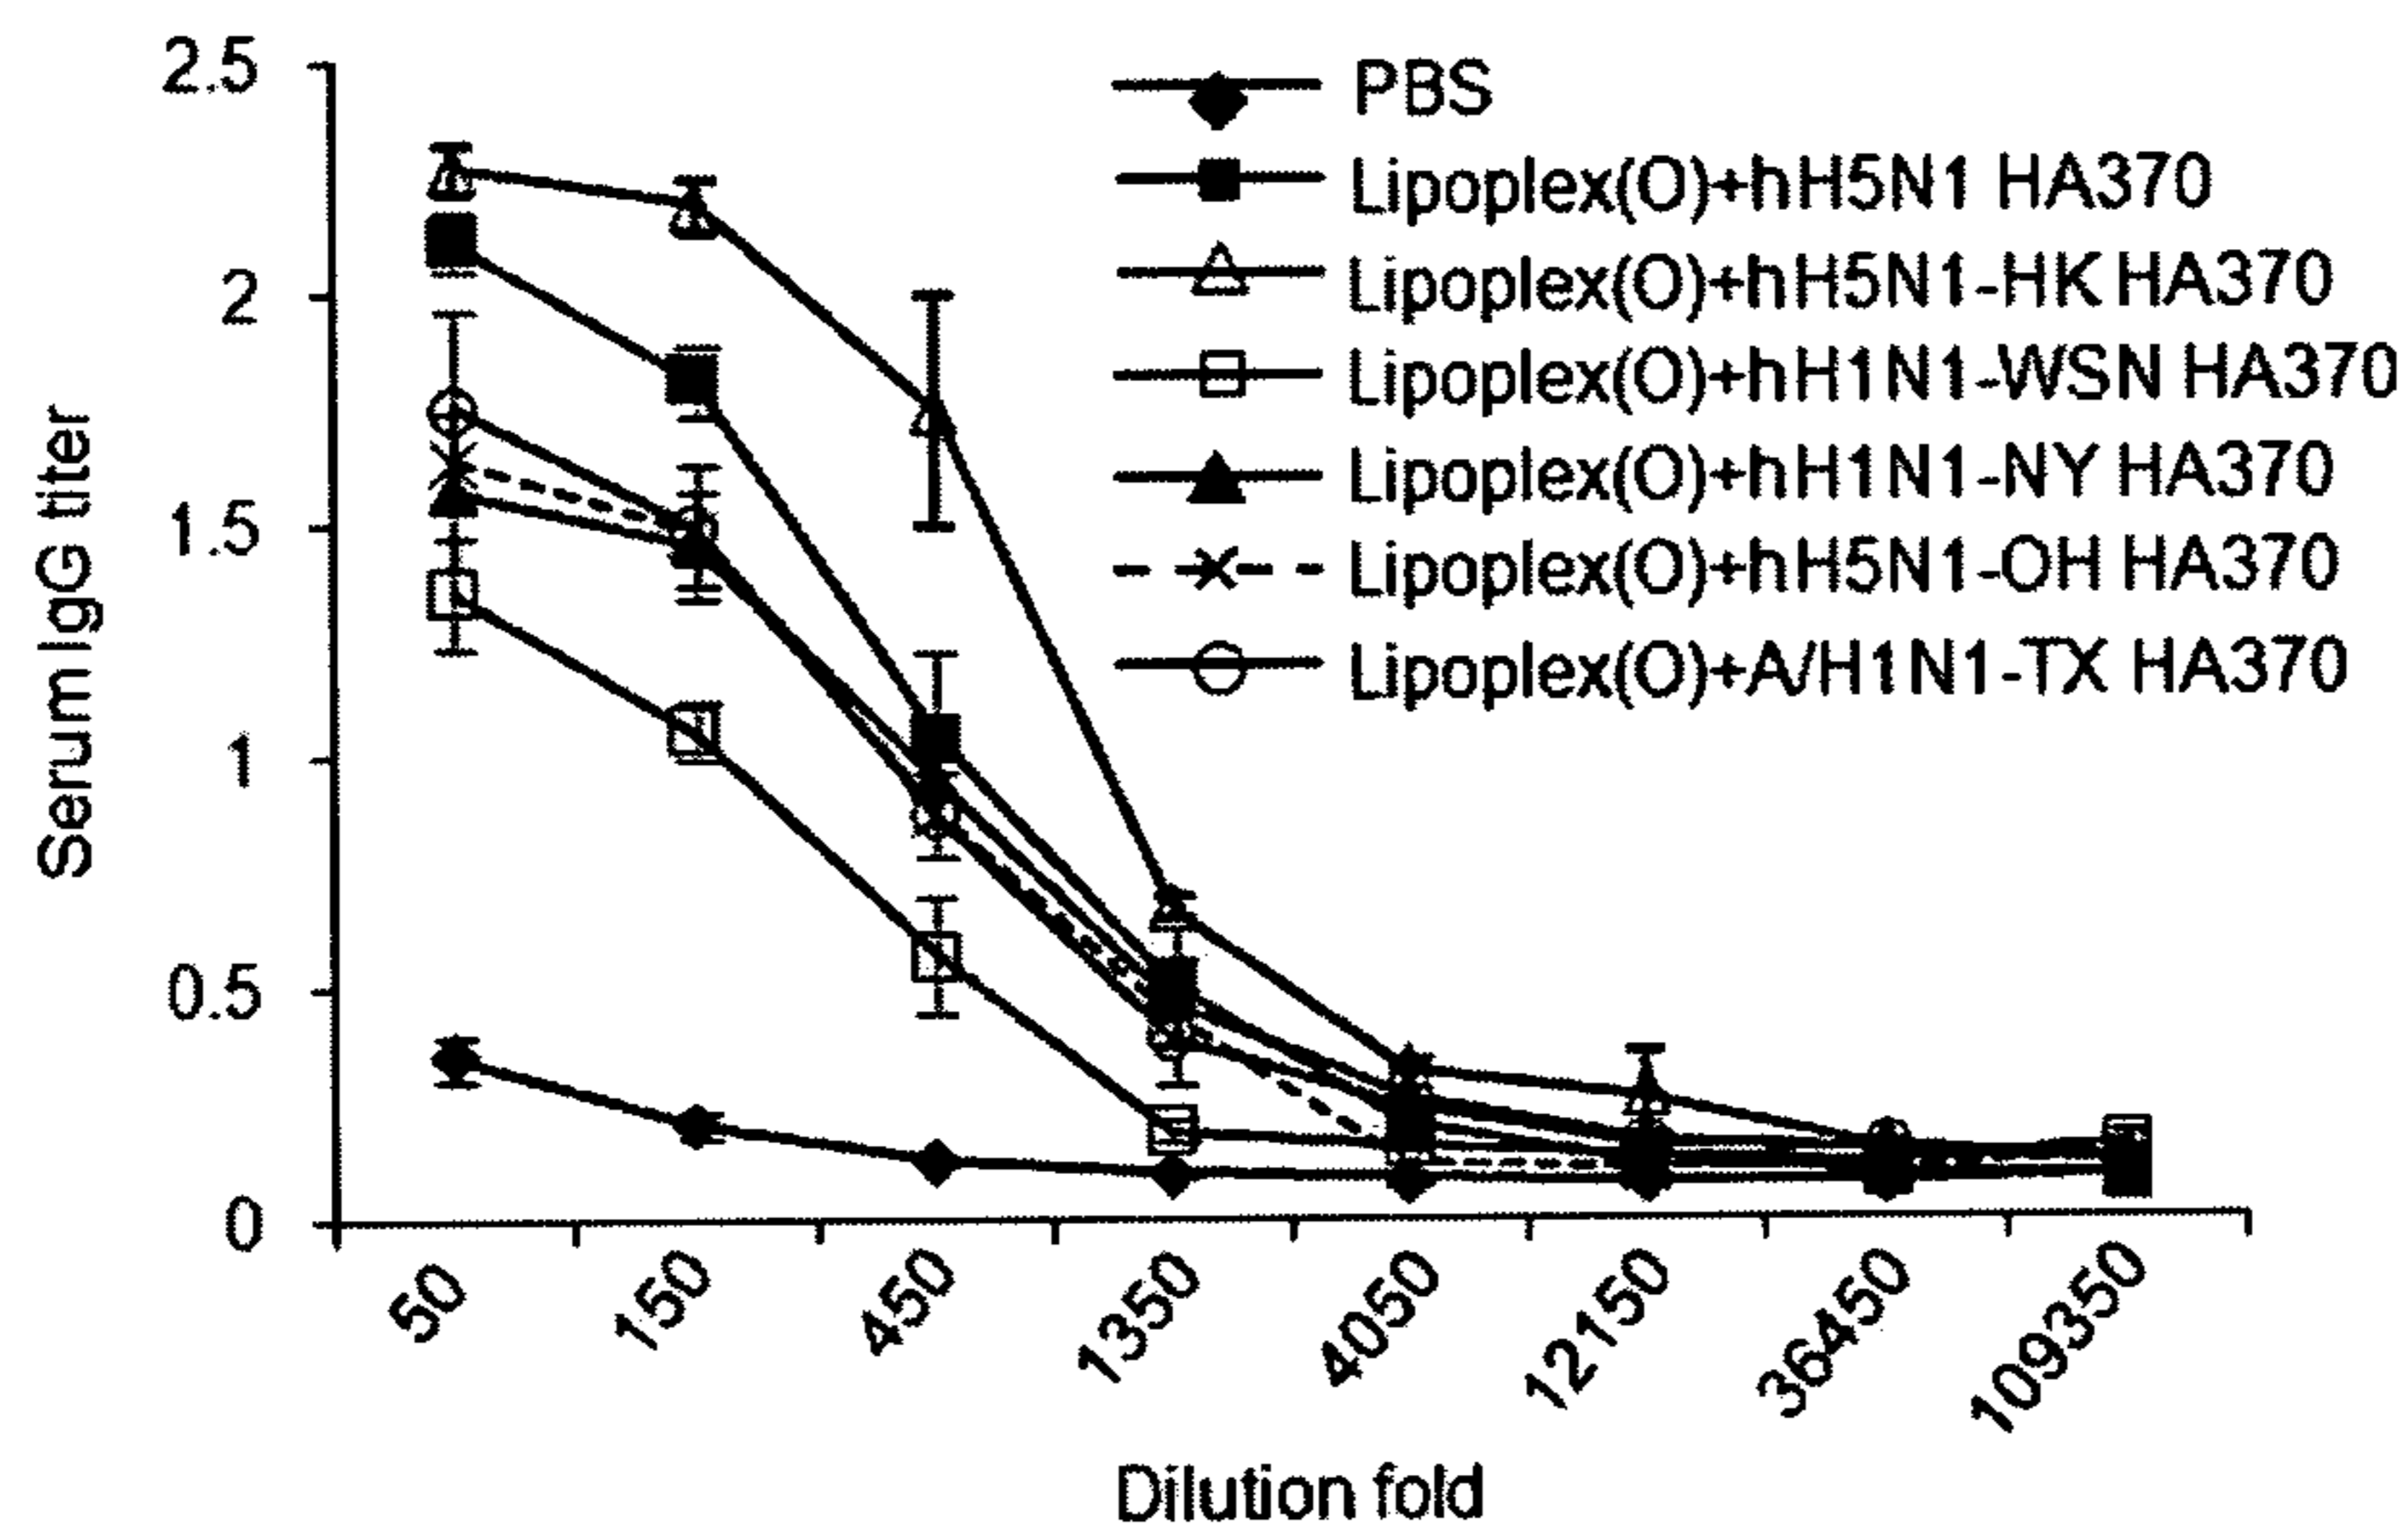 2.5
2
1.5
1
0.5
0
Serum IgG titer
PBS
Lipoplex(O)+hH5N1 HA370
Lipoplex(O)+hH5N1-HK HA370
Lipoplex(O)+hH1N1-WSN HA370
Lipoplex(O)+hH1N1-NY HA370
Lipoplex(O)+hH5N1-OH HA370
Lipoplex(O)+A/H1N1-TX HA370
50
150
450
1350
4050
12150
36450
109350
Dilution fold